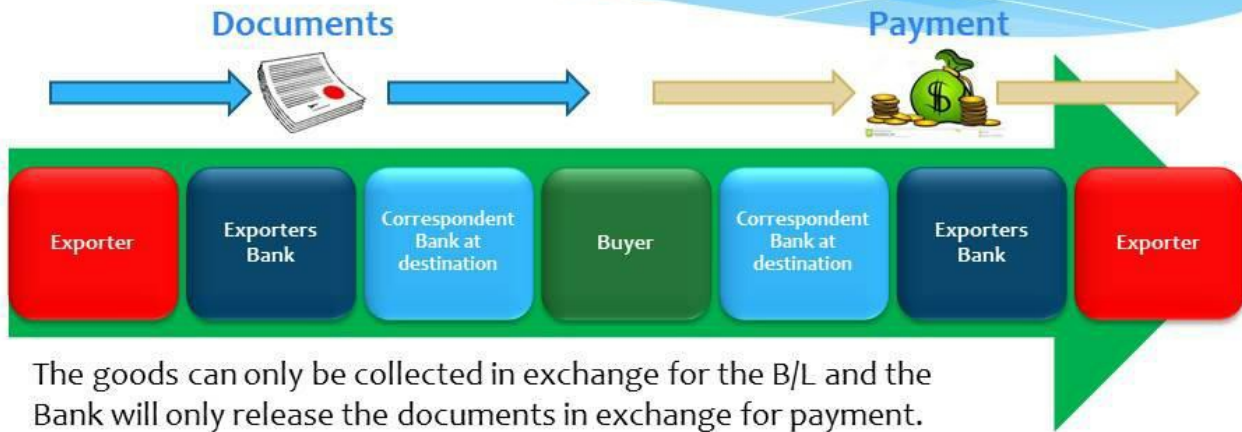 Documents
Payment
$
Exporter
Exporters
Bank
Correspondent
Bank at
destination
Buyer
Correspondent
Bank at
destination
Exporters
Bank
Exporter
The goods can only be collected in exchange for the B/L and the
Bank will only release the documents in exchange for payment.